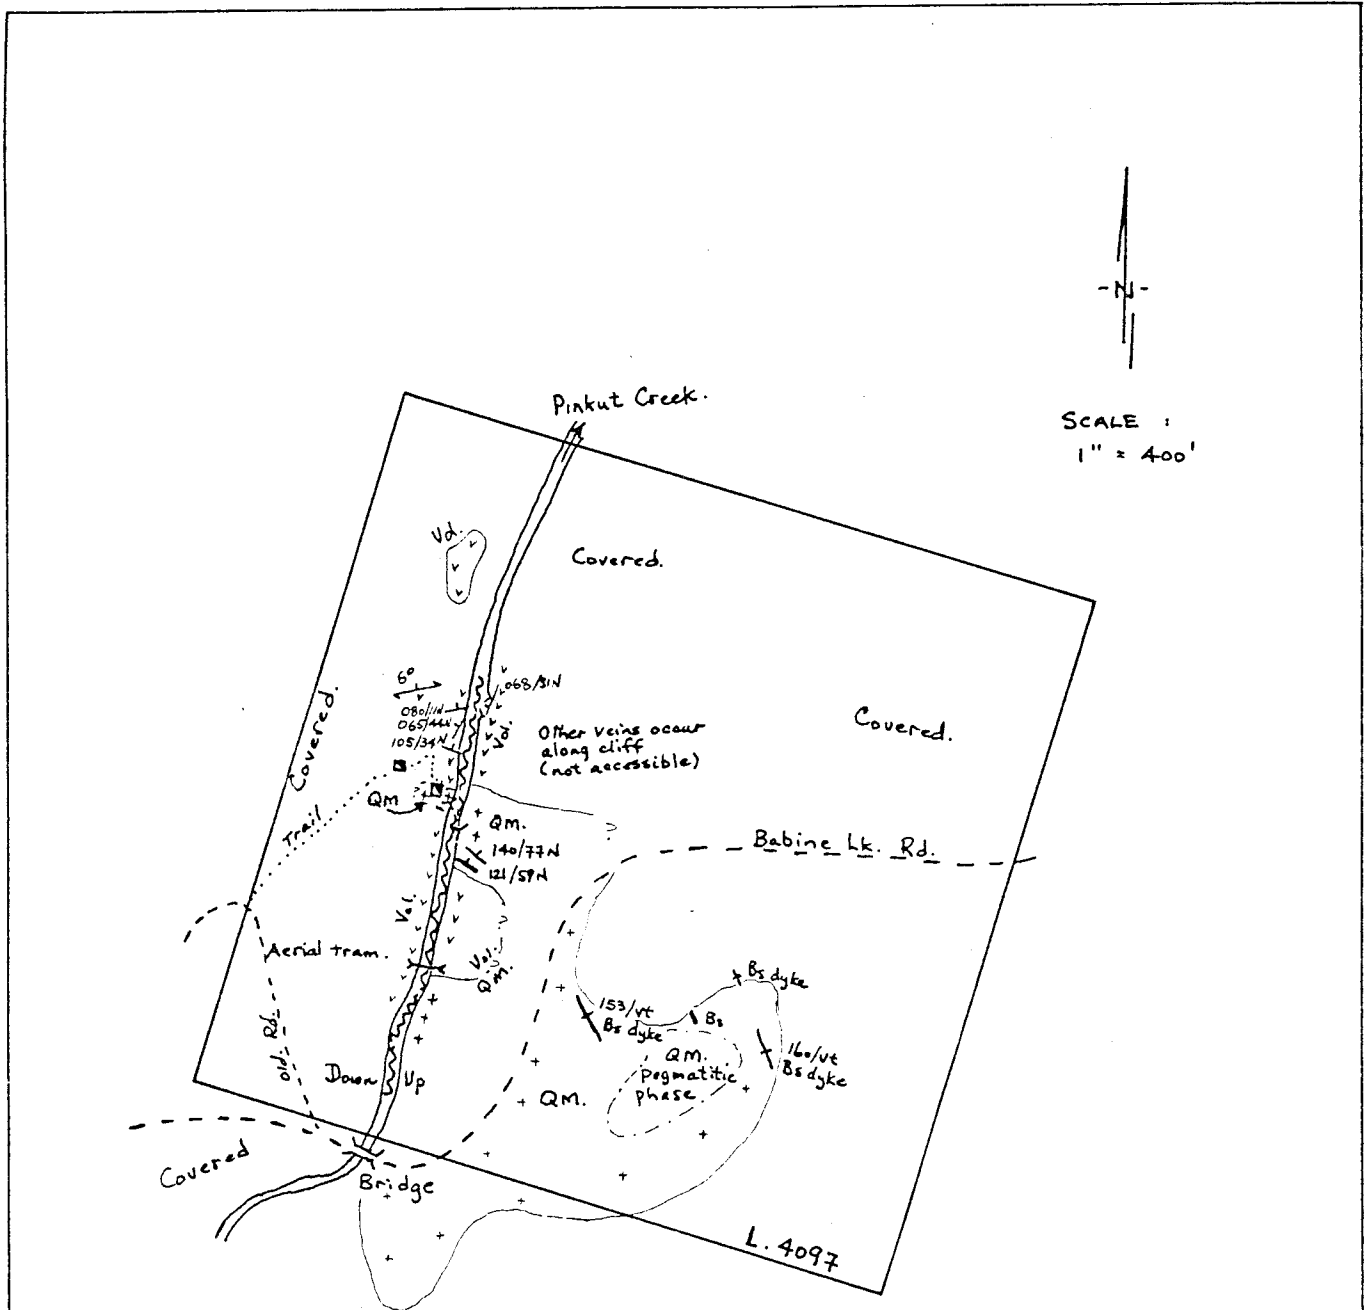 -N-
SCALE :
1" = 400'
Pinkut Creek.
Vol.
Covered.
6°
068/31N
080/11N
065/44N
105/34N
Vol.
Other veins occur
along cliff
(not accessible)
Covered.
Covered.
QM
Trail
QM.
140/77N
121/59N
Babine Lk. Rd.
Vol.
Aerial tram.
Vol.
QM.
Bs dyke
153/vt
Bs dyke
Bs
160/vt
Bs dyke
QM.
pegmatitic
phase.
Old. Rd.
Down
Up
QM.
Covered
Bridge
L. 4097